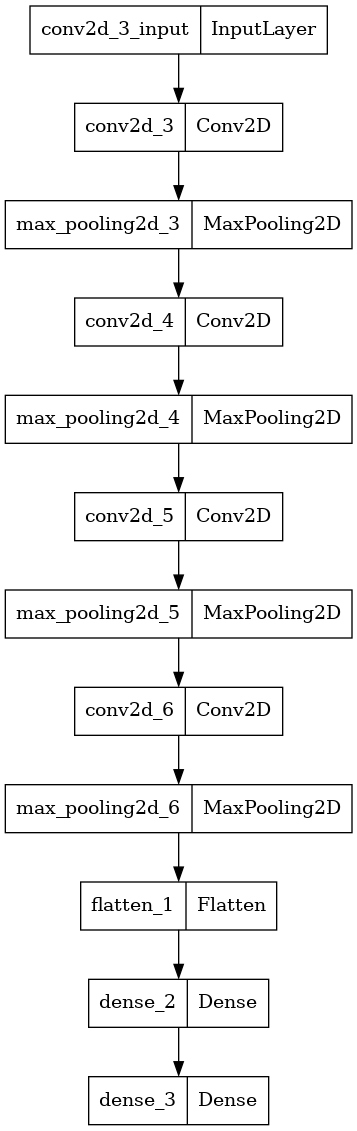 conv2d_3_input InputLayer
conv2d_3 Conv2D
max_pooling2d_3 MaxPooling2D
conv2d_4 Conv2D
max_pooling2d_4 MaxPooling2D
conv2d_5 Conv2D
max_pooling2d_5 MaxPooling2D
conv2d_6 Conv2D
max_pooling2d_6 MaxPooling2D
flatten_1 Flatten
dense_2 Dense
dense_3 Dense